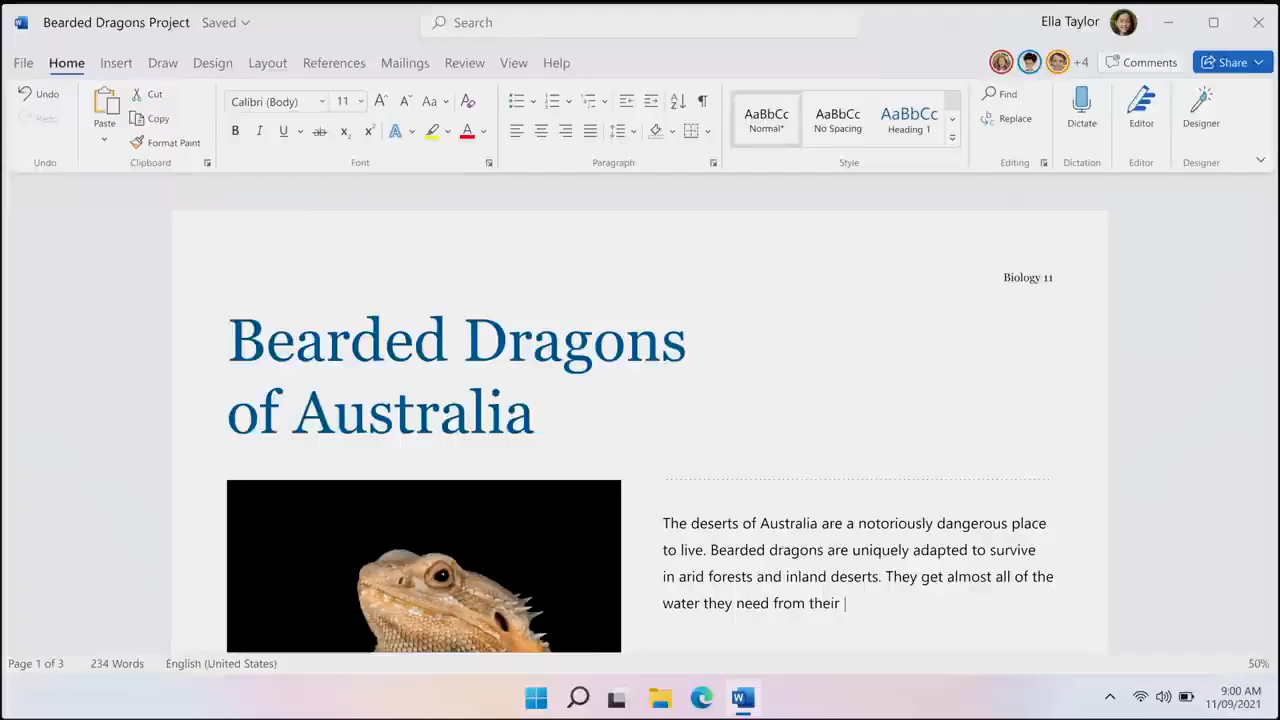 Bearded Dragons Project Saved Search Ella Taylor
File Home Insert Draw Design Layout References Mailings Review View Help +4 Comments Share
Undo Cut Calibri (Body) 11 Aa AaBbCc AaBbCc AaBbCc Find
Redo Paste Copy Normal* No Spacing Heading 1 Replace Dictate Editor Designer
Format Paint B I U ab x₂ x² A A
Undo Clipboard Font Paragraph Style Editing Dictation Editor Designer
Biology 11
Bearded Dragons
of Australia
The deserts of Australia are a notoriously dangerous place
to live. Bearded dragons are uniquely adapted to survive
in arid forests and inland deserts. They get almost all of the
water they need from their
Page 1 of 3 234 Words English (United States) 50%
9:00 AM
11/09/2021